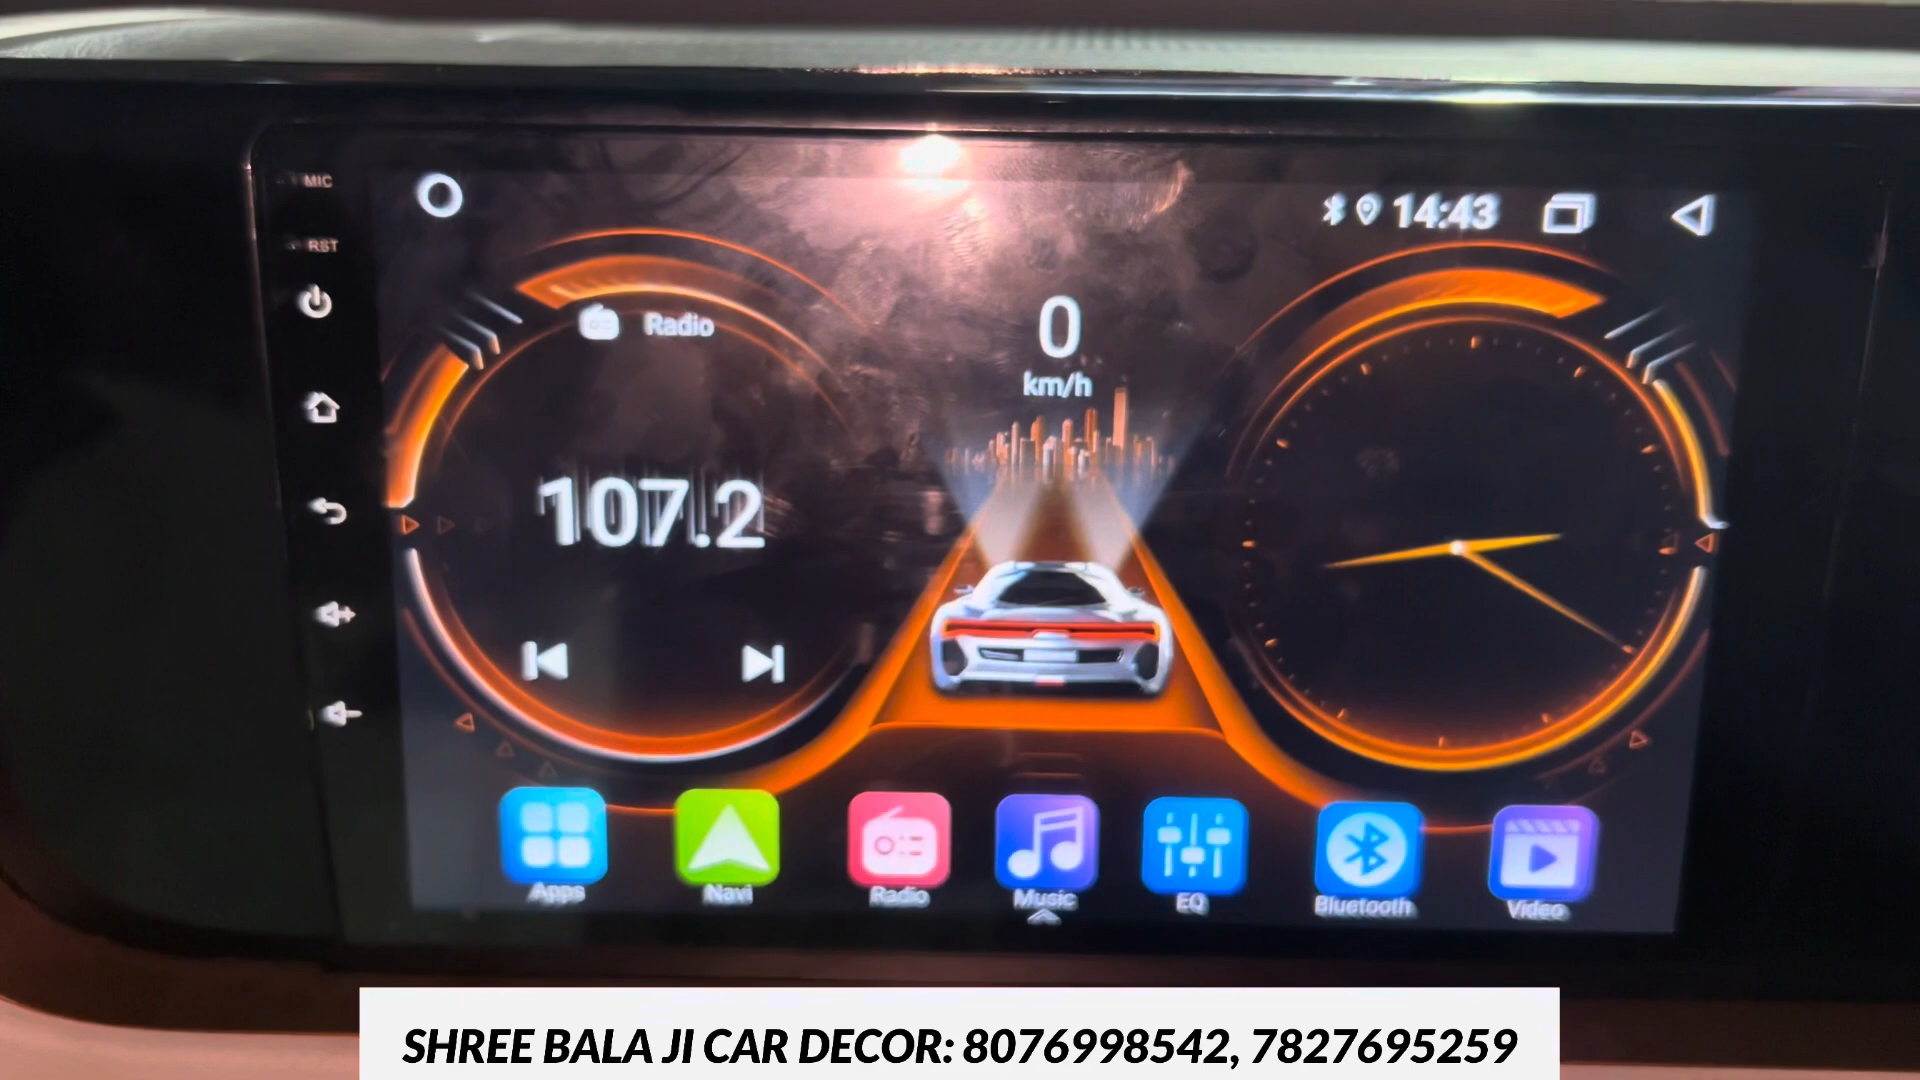 MIC
14:43
RST
Radio
0
km/h
107.2
Apps
Navi
Radio
Music
EQ
Bluetooth
Video
SHREE BALA JI CAR DECOR: 8076998542, 7827695259